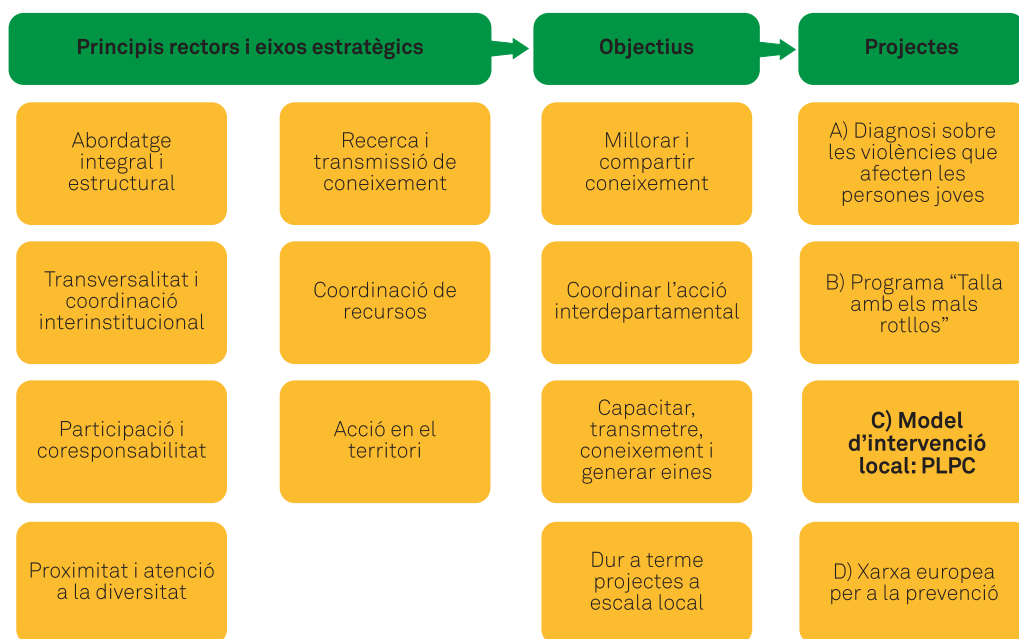 Principis rectors i eixos estratègics
Objectius
Projectes
Abordatge
integral i
estructural
Recerca i
transmissió de
coneixement
Millorar i
compartir
coneixement
A) Diagnosi sobre
les violències que
afecten les
persones joves
Transversalitat i
coordinació
interinstitucional
Coordinació de
recursos
Coordinar l’acció
interdepartamental
B) Programa “Talla
amb els mals
rotllos”
Participació i
coresponsabilitat
Acció en el
territori
Capacitar,
transmetre,
coneixement i
generar eines
C) Model
d’intervenció
local: PLPC
Proximitat i atenció
a la diversitat
Dur a terme
projectes a
escala local
D) Xarxa europea
per a la prevenció